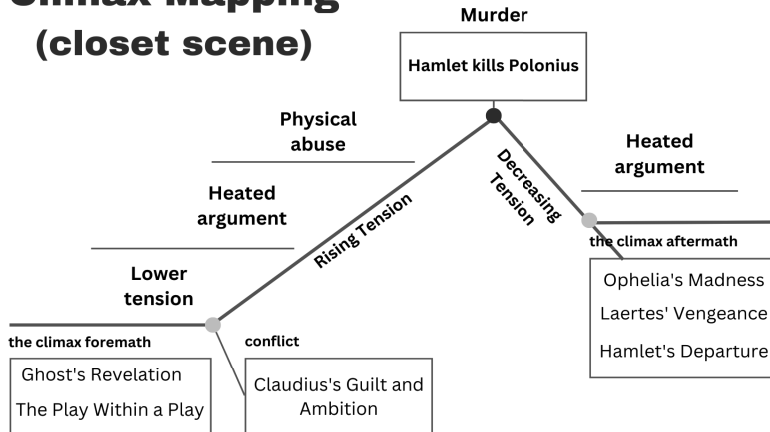 Climax Mapping
(closet scene)
Murder
Hamlet kills Polonius
Physical
abuse
Heated
argument
Lower
tension
Rising Tension
Decreasing
Tension
Heated
argument
the climax aftermath
Ophelia's Madness
Laertes' Vengeance
Hamlet's Departure
the climax foremath
Ghost's Revelation
The Play Within a Play
conflict
Claudius's Guilt and
Ambition